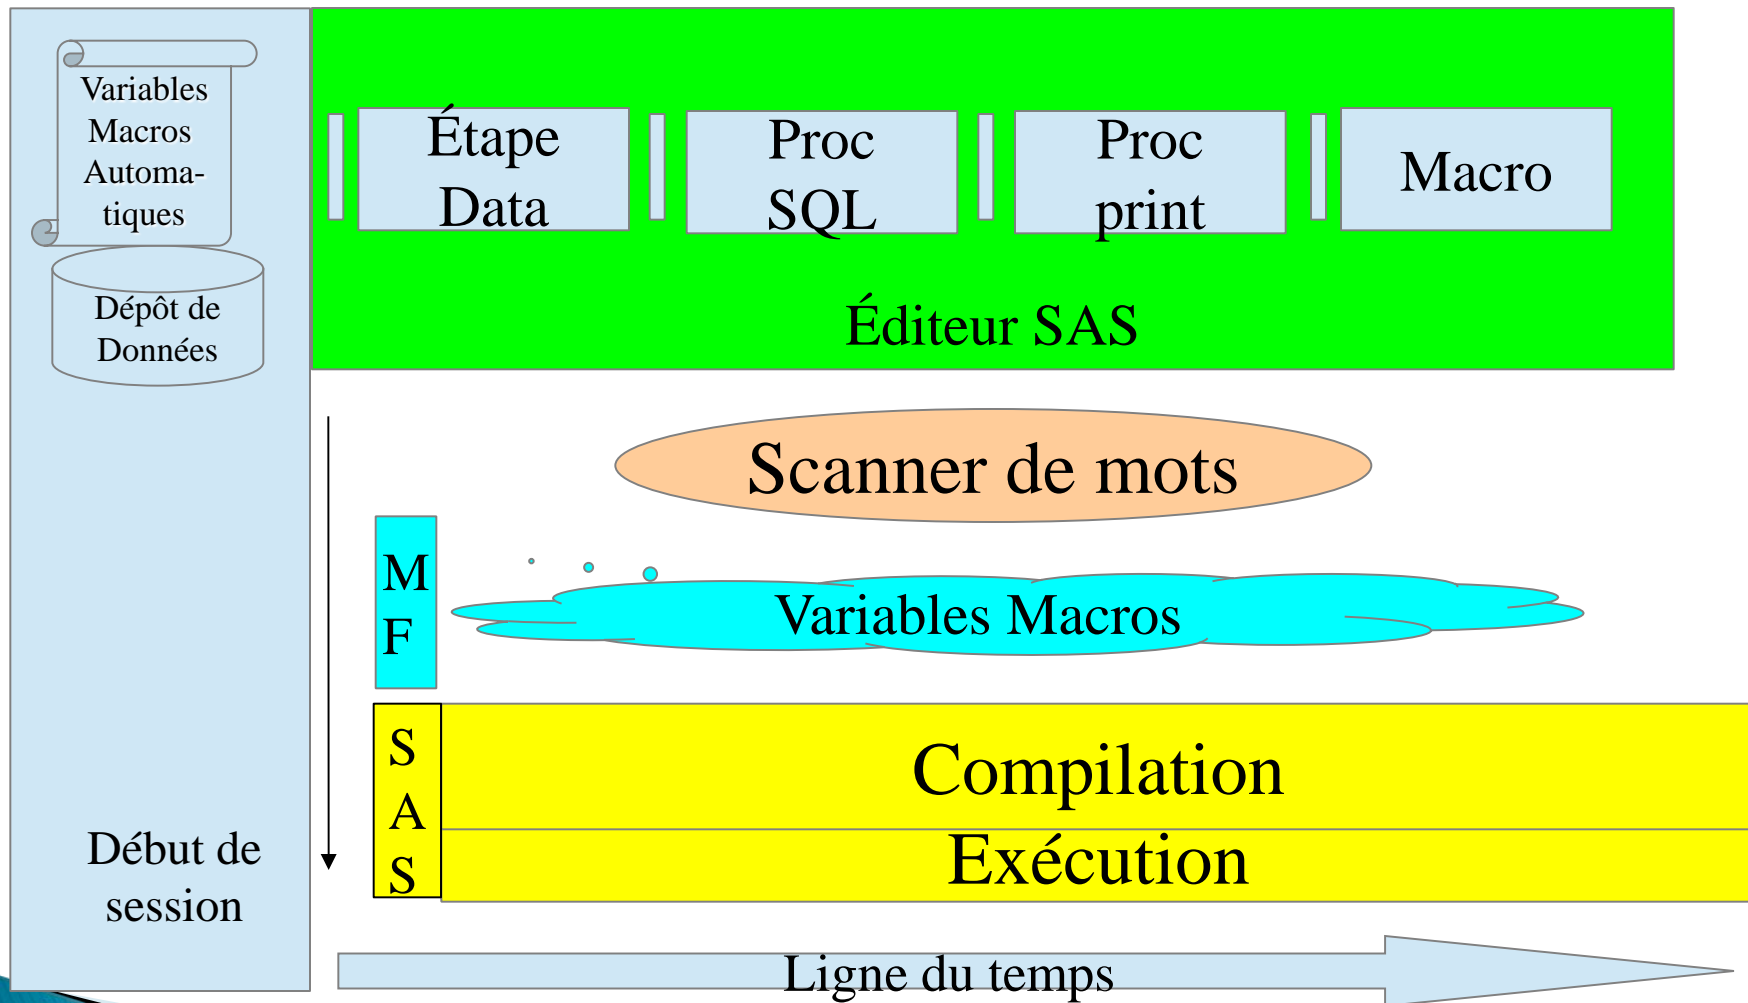 Variables
Macros
Automa-
tiques
Dépôt de
Données
Début de
session
Étape
Data
Proc
SQL
Proc
print
Macro
Éditeur SAS
Scanner de mots
M
F
Variables Macros
S
A
S
Compilation
Exécution
Ligne du temps